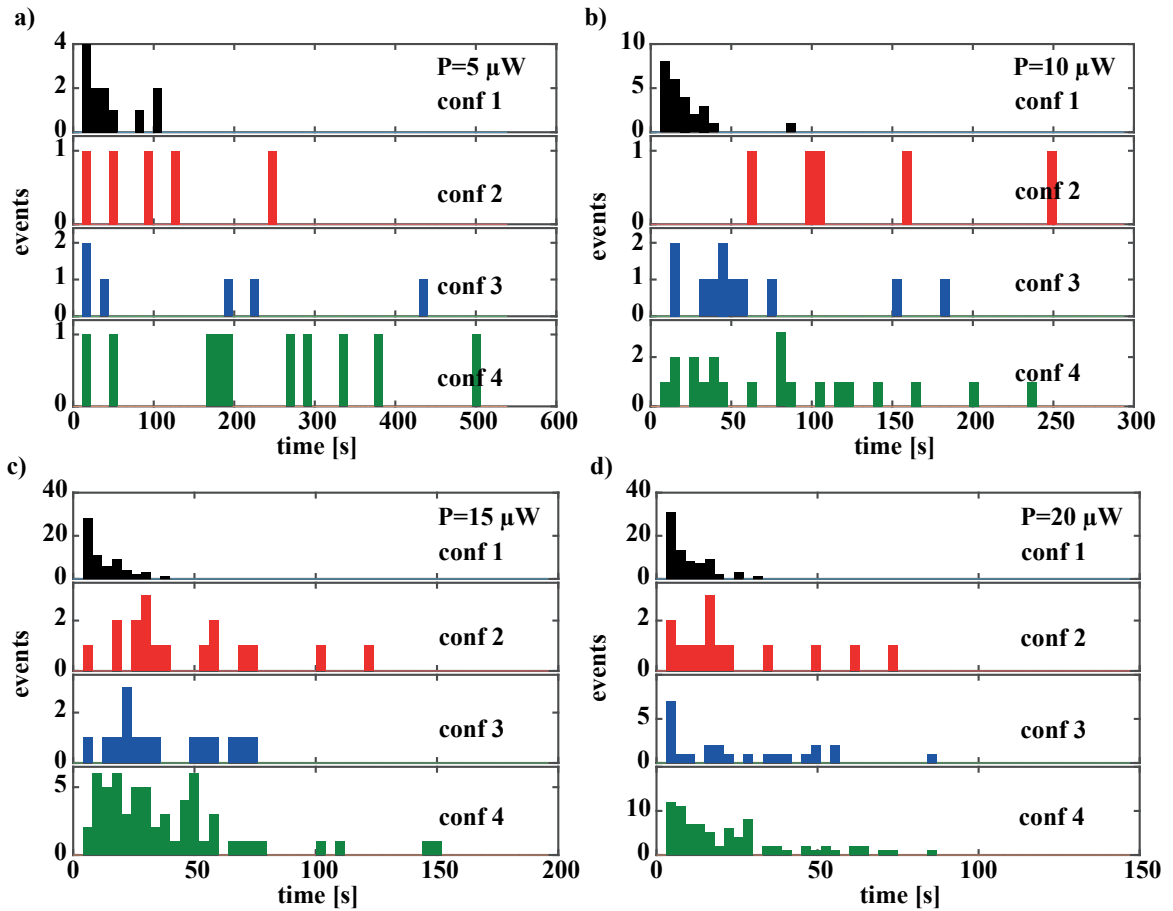 a)
4
2
0
P=5 µW
conf 1
1
0
conf 2
2
1
0
conf 3
1
0
conf 4
0 100 200 300 400 500 600
time [s]
events
b)
10
5
0
P=10 µW
conf 1
1
0
conf 2
2
1
0
conf 3
2
0
conf 4
0 50 100 150 200 250 300
time [s]
events
c)
40
20
0
P=15 µW
conf 1
2
0
conf 2
2
0
conf 3
5
0
conf 4
0 50 100 150 200
time [s]
events
d)
40
20
0
P=20 µW
conf 1
2
0
conf 2
5
0
conf 3
10
0
conf 4
0 50 100 150
time [s]
events